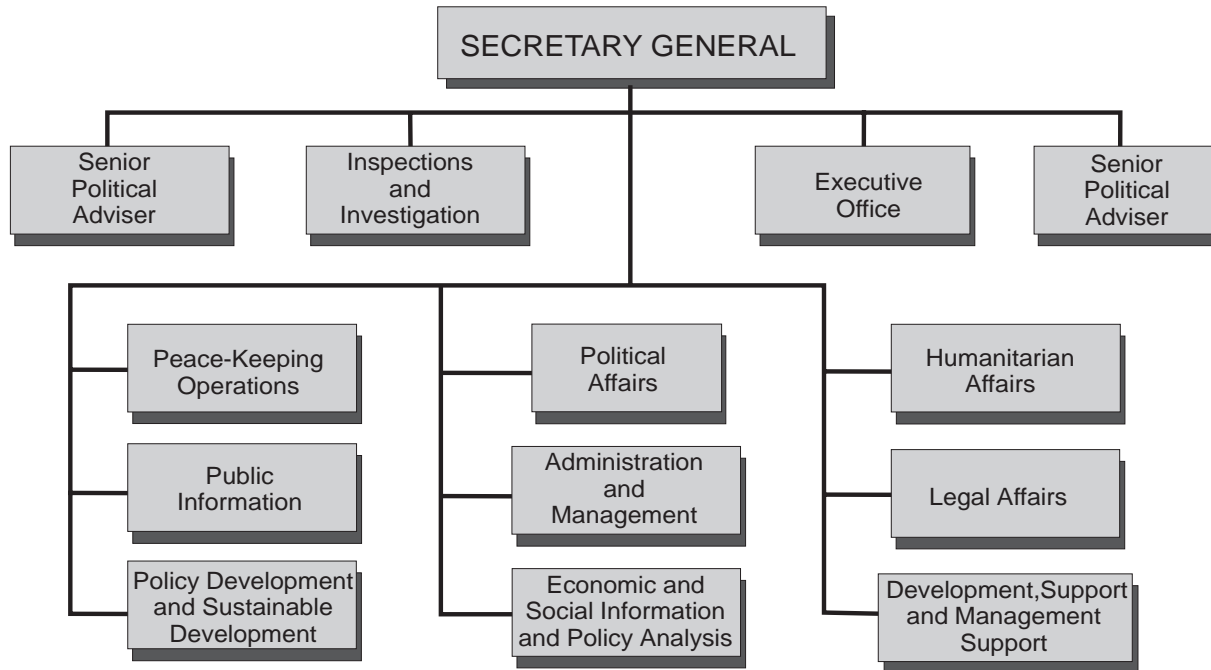 SECRETARY GENERAL
Senior
Political
Adviser
Inspections
and
Investigation
Executive
Office
Senior
Political
Adviser
Peace-Keeping
Operations
Political
Affairs
Humanitarian
Affairs
Public
Information
Administration
and
Management
Legal Affairs
Policy Development
and Sustainable
Development
Economic and
Social Information
and Policy Analysis
Development,Support
and Management
Support